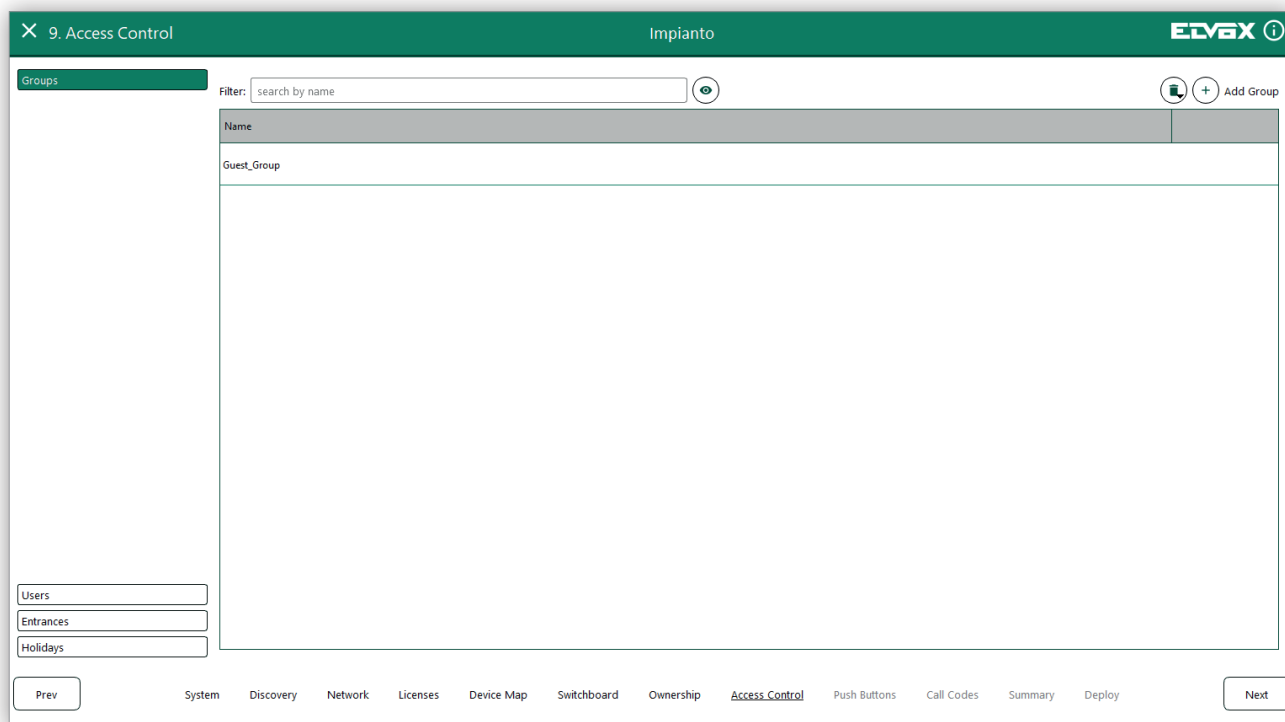 9. Access Control
Impianto
ELVOX
Groups
Filter: search by name
Add Group
Name
Guest_Group
Users
Entrances
Holidays
Prev System Discovery Network Licenses Device Map Switchboard Ownership Access Control Push Buttons Call Codes Summary Deploy Next